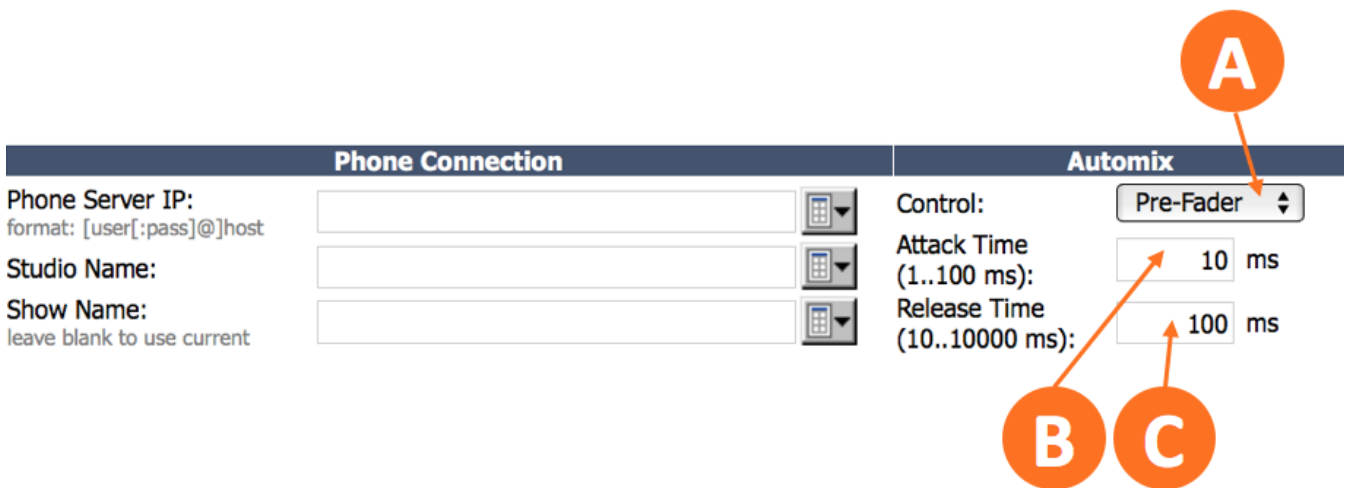 A
Phone Connection
Automix
Phone Server IP:
format: [user[:pass]@]host
Control:
Pre-Fader
Studio Name:
Attack Time
(1..100 ms):
10 ms
Show Name:
leave blank to use current
Release Time
(10..10000 ms):
100 ms
B
C